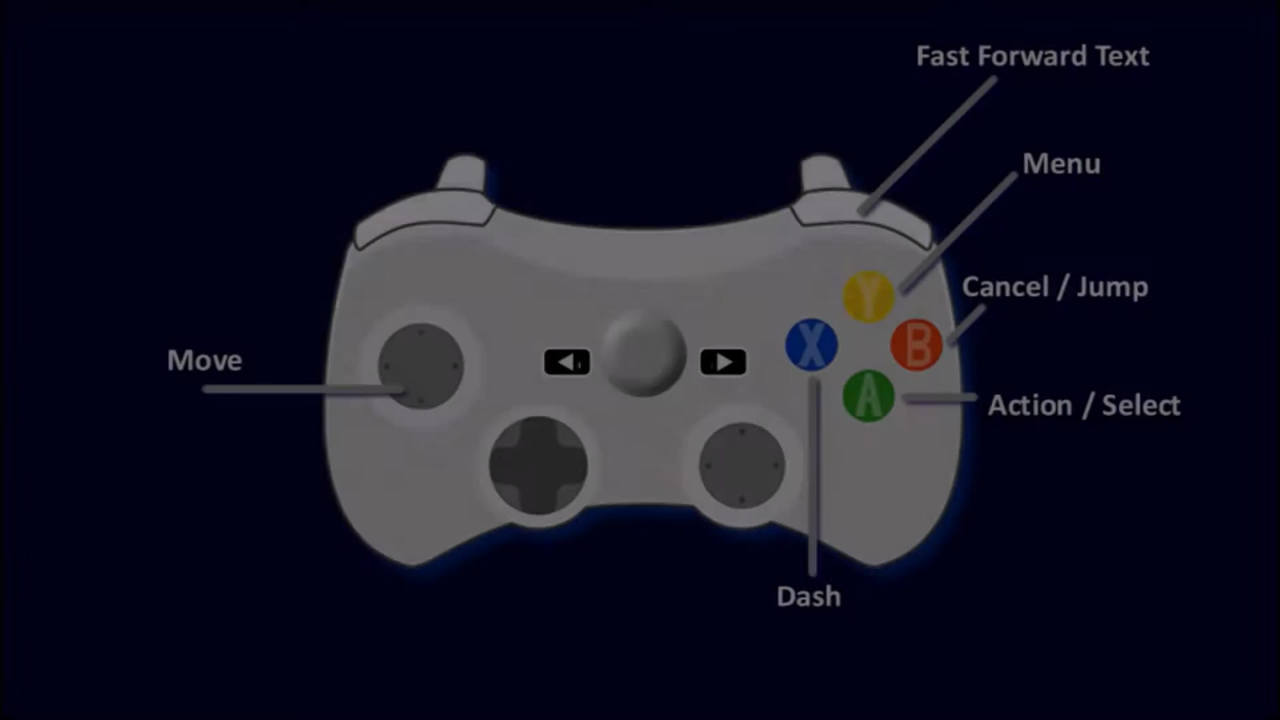 Fast Forward Text
Menu
Y
Cancel / Jump
X
B
Move
A
Action / Select
Dash